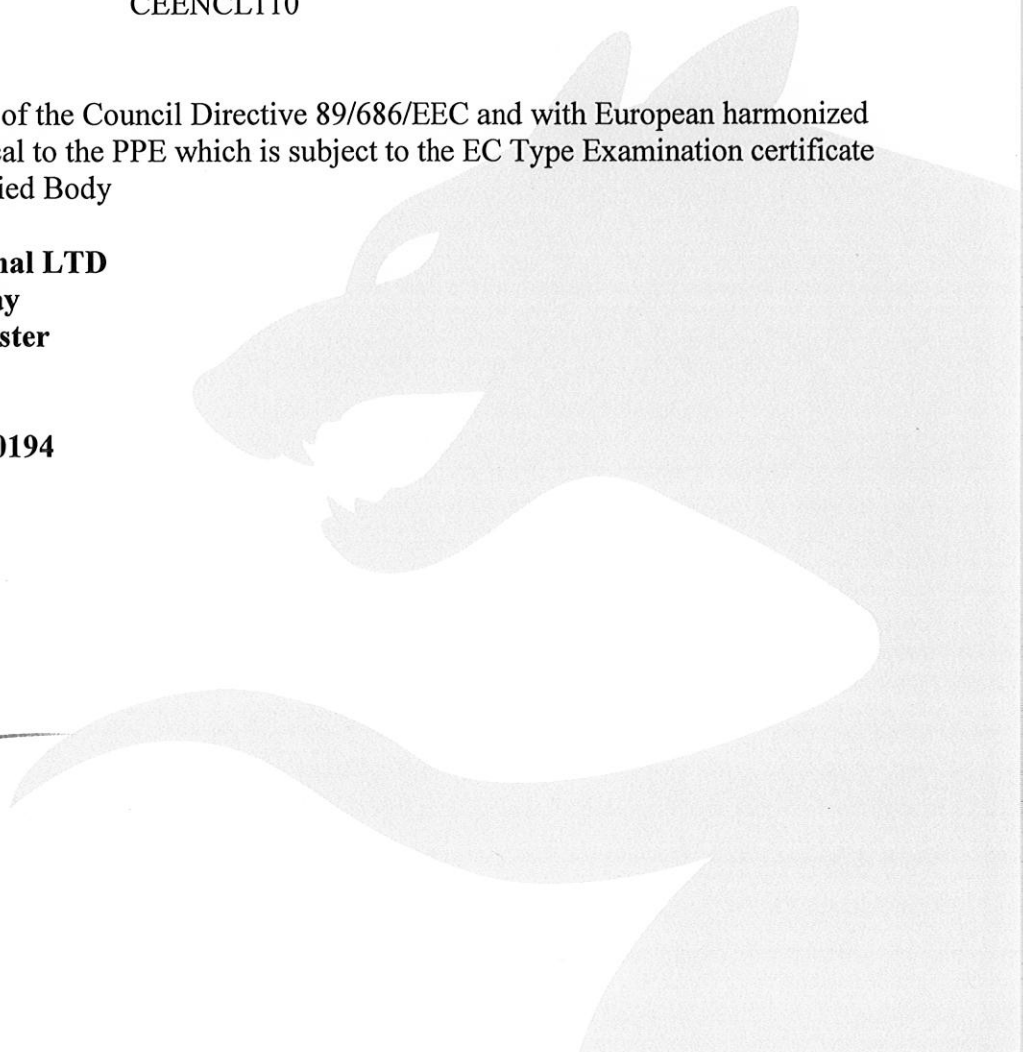 CEENCL110
of the Council Directive 89/686/EEC and with European harmonized
cal to the PPE which is subject to the EC Type Examination certificate
ied Body
nal LTD
ay
ster
0194